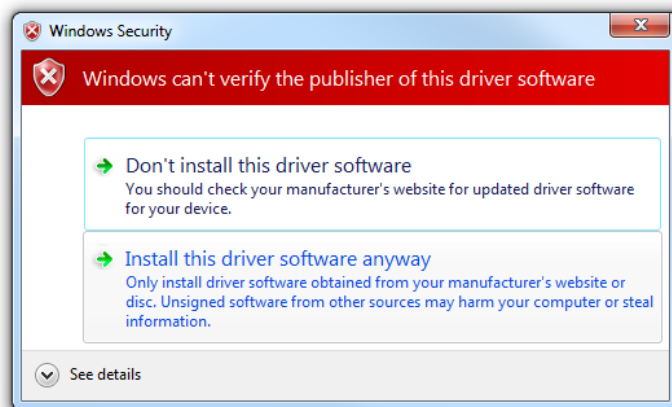 Windows Security
Windows can't verify the publisher of this driver software
Don't install this driver software
You should check your manufacturer's website for updated driver software
for your device.
Install this driver software anyway
Only install driver software obtained from your manufacturer's website or
disc. Unsigned software from other sources may harm your computer or steal
information.
See details